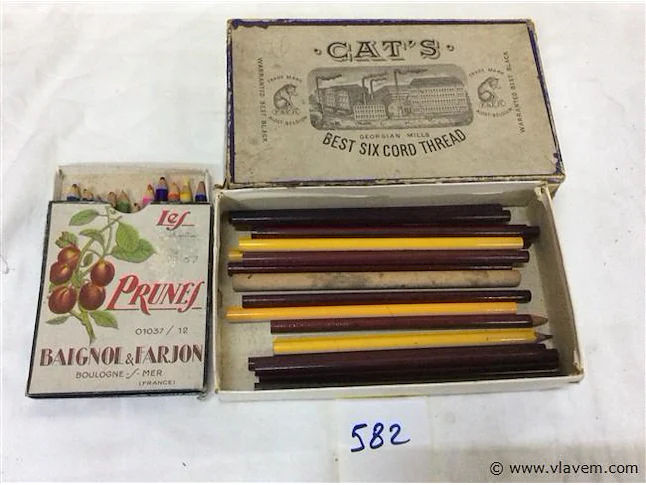 · CAT'S ·
TRADE MARK
TRADE MARK
WARRANTED BEST BLACK
WARRANTED BEST BLACK
GEORGIAN MILLS
BEST SIX CORD THREAD
Les
PRUNES
01037 / 12
BAIGNOL & FARJON
BOULOGNE-S-MER
(FRANCE)
582
© www.vlavem.com